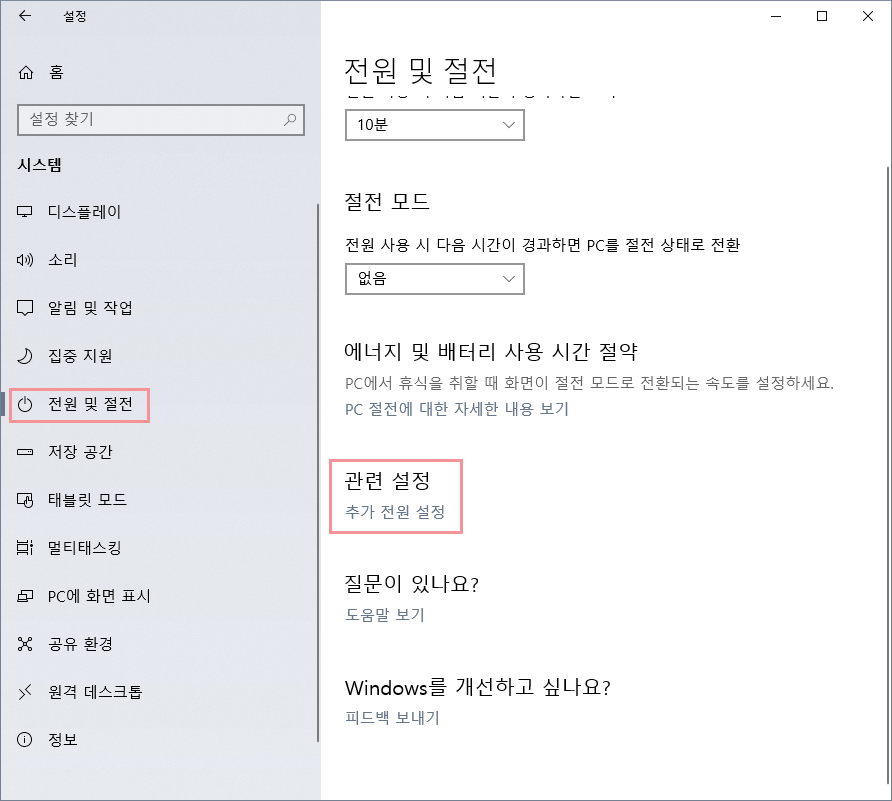 설정
홈
설정 찾기
시스템
디스플레이
소리
알림 및 작업
집중 지원
전원 및 절전
저장 공간
태블릿 모드
멀티태스킹
PC에 화면 표시
공유 환경
원격 데스크톱
정보
전원 및 절전
10분
절전 모드
전원 사용 시 다음 시간이 경과하면 PC를 절전 상태로 전환
없음
에너지 및 배터리 사용 시간 절약
PC에서 휴식을 취할 때 화면이 절전 모드로 전환되는 속도를 설정하세요.
PC 절전에 대한 자세한 내용 보기
관련 설정
추가 전원 설정
질문이 있나요?
도움말 보기
Windows를 개선하고 싶나요?
피드백 보내기